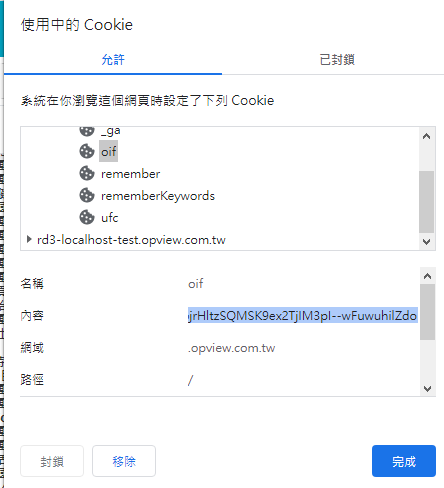 使用中的 Cookie
允許
已封鎖
系統在你瀏覽這個網頁時設定了下列 Cookie
_ga
oif
remember
rememberKeywords
ufc
rd3-localhost-test.opview.com.tw
名稱 oif
內容 jrHltzSQMSK9ex2TjIM3pI--wFuwuhilZdo
網域 .opview.com.tw
路徑 /
封鎖
移除
完成